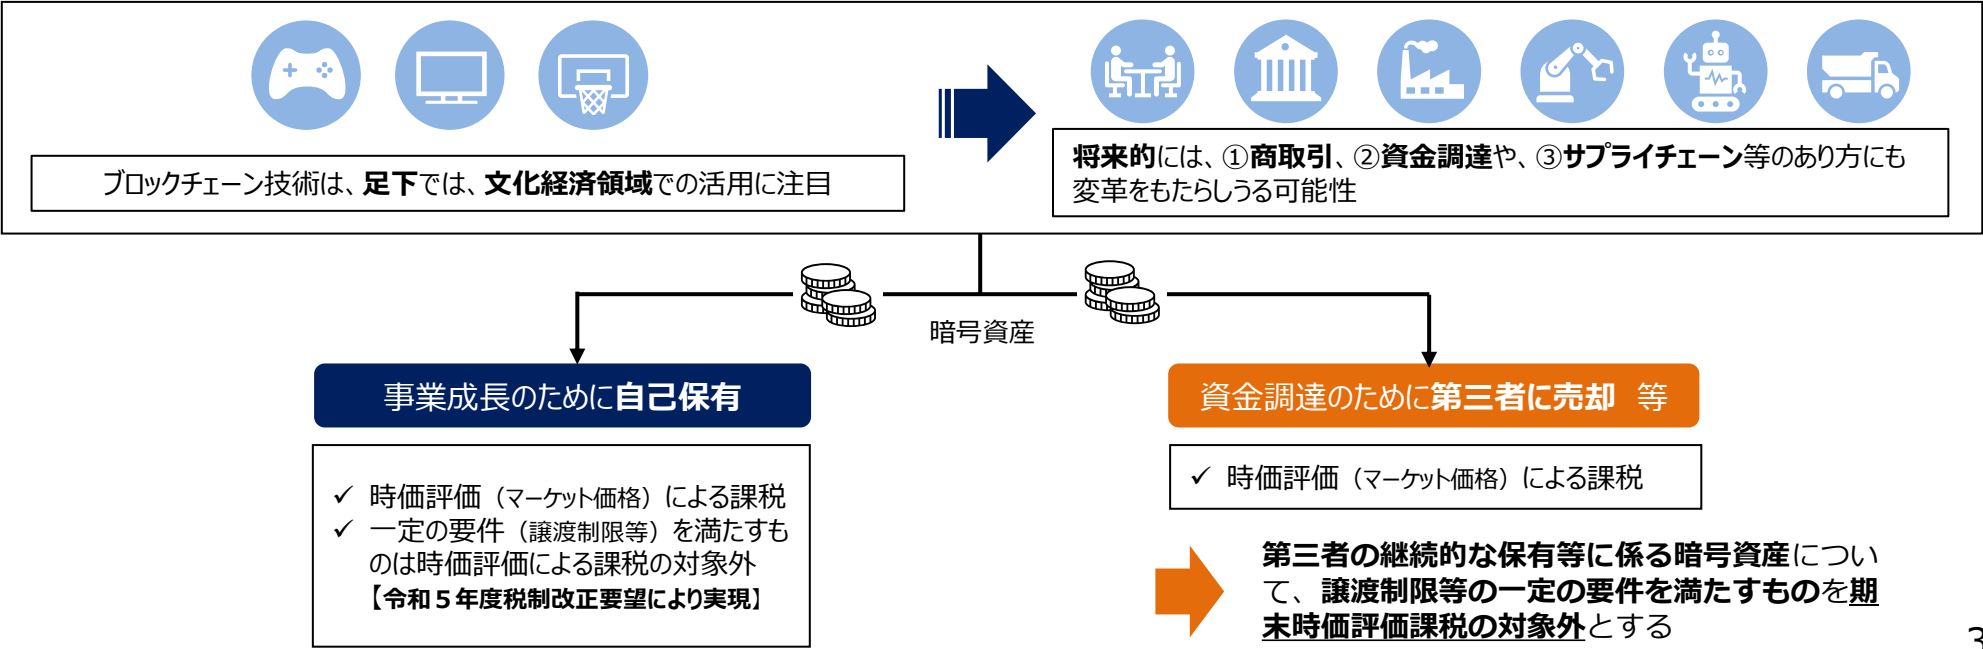 ブロックチェーン技術は、足下では、文化経済領域での活用に注目
将来的には、①商取引、②資金調達や、③サプライチェーン等のあり方にも
変革をもたらしうる可能性
暗号資産
事業成長のために自己保有
✓ 時価評価（マーケット価格）による課税
✓ 一定の要件（譲渡制限等）を満たすも
のは時価評価による課税の対象外
【令和５年度税制改正要望により実現】
資金調達のために第三者に売却　等
✓ 時価評価（マーケット価格）による課税
第三者の継続的な保有等に係る暗号資産につい
て、譲渡制限等の一定の要件を満たすものを期
末時価評価課税の対象外とする